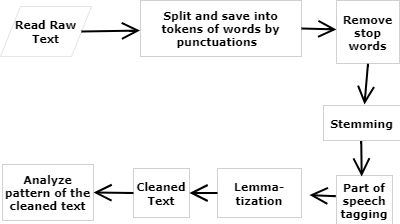 Read Raw
Text
Split and save into
tokens of words by
punctuations
Remove
stop
words
Stemming
Part of
speech
tagging
Lemma-
tization
Cleaned
Text
Analyze
pattern of the
cleaned text